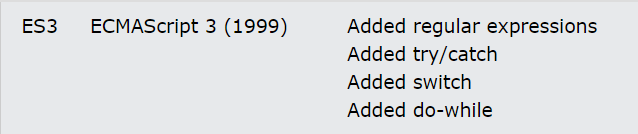 ES3 ECMAScript 3 (1999) Added regular expressions
Added try/catch
Added switch
Added do-while